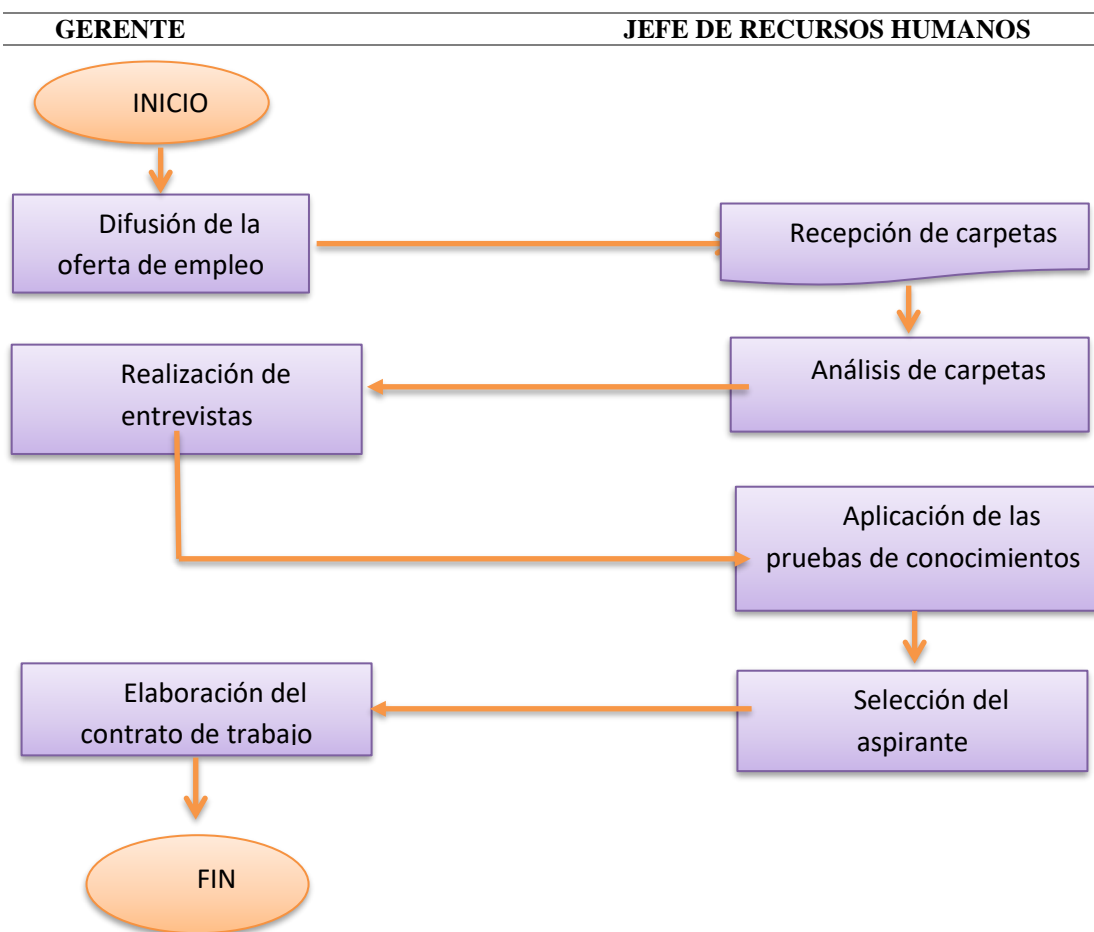 GERENTE
JEFE DE RECURSOS HUMANOS
INICIO
Difusión de la
oferta de empleo
Recepción de carpetas
Análisis de carpetas
Realización de
entrevistas
Aplicación de las
pruebas de conocimientos
Selección del
aspirante
Elaboración del
contrato de trabajo
FIN